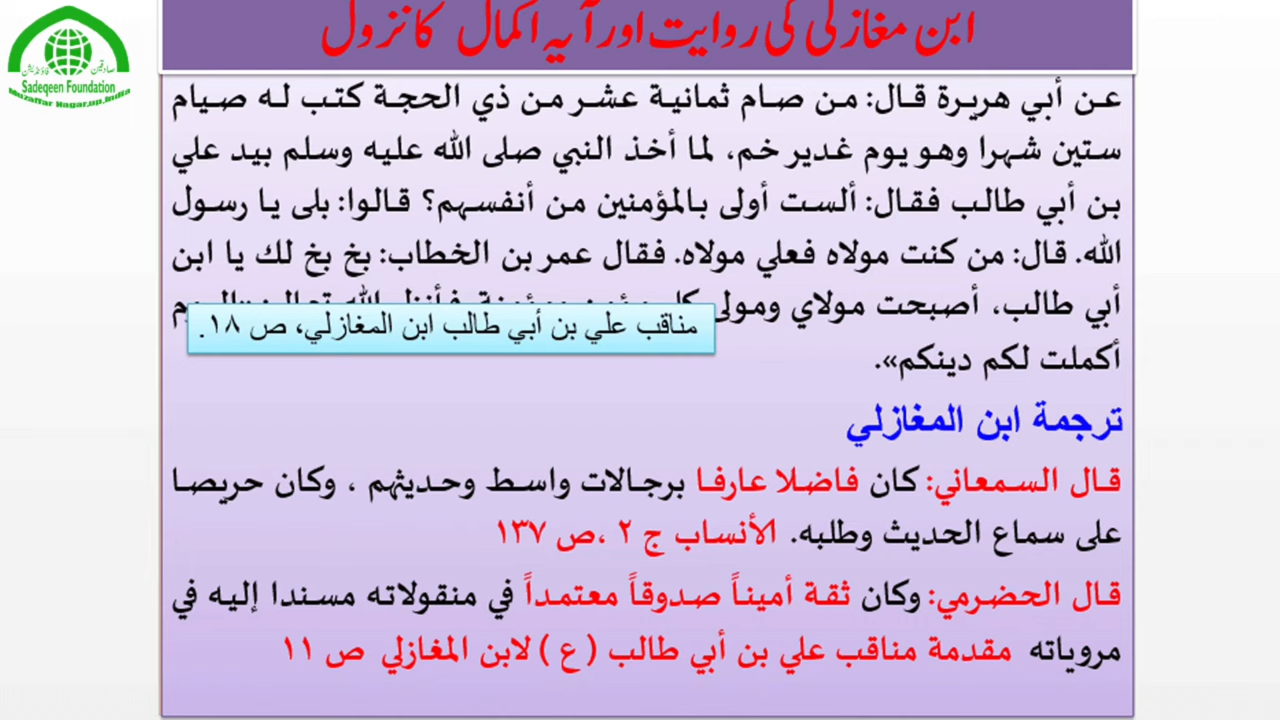 صادقین فاؤنڈیشن
Sadeqeen Foundation
Muzaffar Nagar,up,india
ابن مغازلی کی روایت اور آیہ اکمال کا نزول
عن أبي هريرة قال: من صام ثمانية عشر من ذي الحجة كتب له صيام
ستين شهرا وهو يوم غدير خم، لما أخذ النبي صلى الله عليه وسلم بيد علي
بن أبي طالب فقال: ألست أولى بالمؤمنين من أنفسهم؟ قالوا: بلى يا رسول
الله. قال: من كنت مولاه فعلي مولاه. فقال عمر بن الخطاب: بخ بخ لك يا ابن
أبي طالب، أصبحت مولاي ومولى
مناقب علي بن أبي طالب ابن المغازلي، ص ١٨.
أكملت لكم دينكم».
ترجمة ابن المغازلي
قال السمعاني: كان فاضلا عارفا برجالات واسط وحديثهم ، وكان حريصا
على سماع الحديث وطلبه. الأنساب ج ٢ ،ص ١٣٧
قال الحضرمي: وكان ثقة أميناً صدوقاً معتمداً في منقولاته مسندا إليه في
مروياته مقدمة مناقب علي بن أبي طالب ( ع ) لابن المغازلي ص ١١